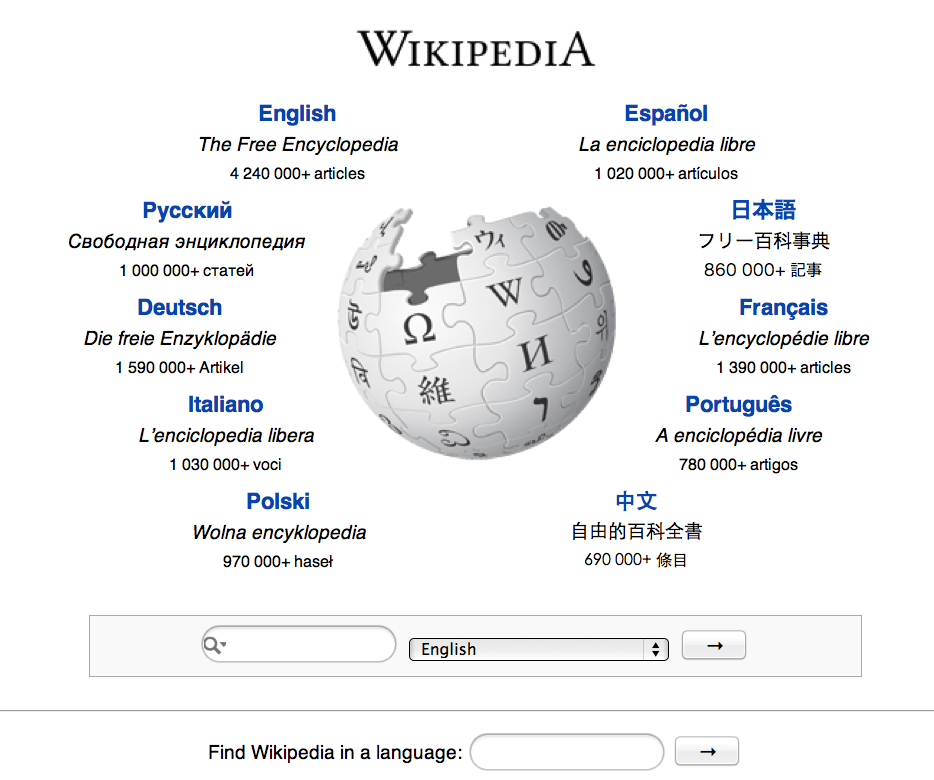 WIKIPEDIA
English
The Free Encyclopedia
4 240 000+ articles
Español
La enciclopedia libre
1 020 000+ artículos
Русский
Свободная энциклопедия
1 000 000+ статей
日本語
フリー百科事典
860 000+ 記事
Deutsch
Die freie Enzyklopädie
1 590 000+ Artikel
Français
L'encyclopédie libre
1 390 000+ articles
Italiano
L'enciclopedia libera
1 030 000+ voci
Português
A enciclopédia livre
780 000+ artigos
Polski
Wolna encyklopedia
970 000+ haseł
中文
自由的百科全書
690 000+ 條目
ウィ
W
Ω
И
維
7
English
→
Find Wikipedia in a language:
→